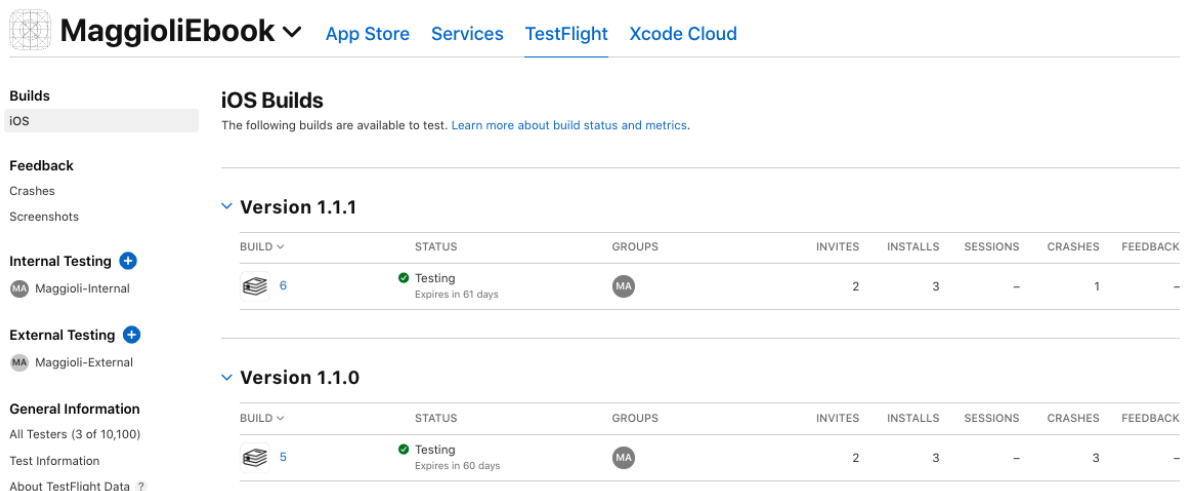 MaggioliEbook App Store Services TestFlight Xcode Cloud
Builds
iOS
Feedback
Crashes
Screenshots
Internal Testing
MA Maggioli-Internal
External Testing
MA Maggioli-External
General Information
All Testers (3 of 10,100)
Test Information
About TestFlight Data ?
iOS Builds
The following builds are available to test. Learn more about build status and metrics.
Version 1.1.1
BUILD STATUS GROUPS INVITES INSTALLS SESSIONS CRASHES FEEDBACK
6 Testing MA 2 3 – 1 –
Expires in 61 days
Version 1.1.0
BUILD STATUS GROUPS INVITES INSTALLS SESSIONS CRASHES FEEDBACK
5 Testing MA 2 3 – 3 –
Expires in 60 days